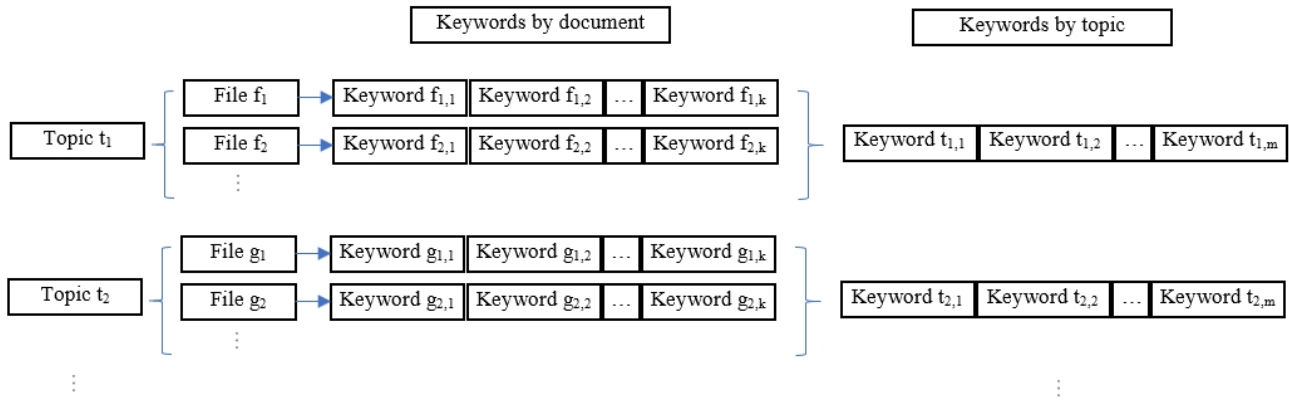 Keywords by document
Keywords by topic
File f1 Keyword f1,1 Keyword f1,2 … Keyword f1,k
Topic t1 File f2 Keyword f2,1 Keyword f2,2 … Keyword f2,k Keyword t1,1 Keyword t1,2 … Keyword t1,m
⋮
File g1 Keyword g1,1 Keyword g1,2 … Keyword g1,k
Topic t2 File g2 Keyword g2,1 Keyword g2,2 … Keyword g2,k Keyword t2,1 Keyword t2,2 … Keyword t2,m
⋮
⋮ ⋮